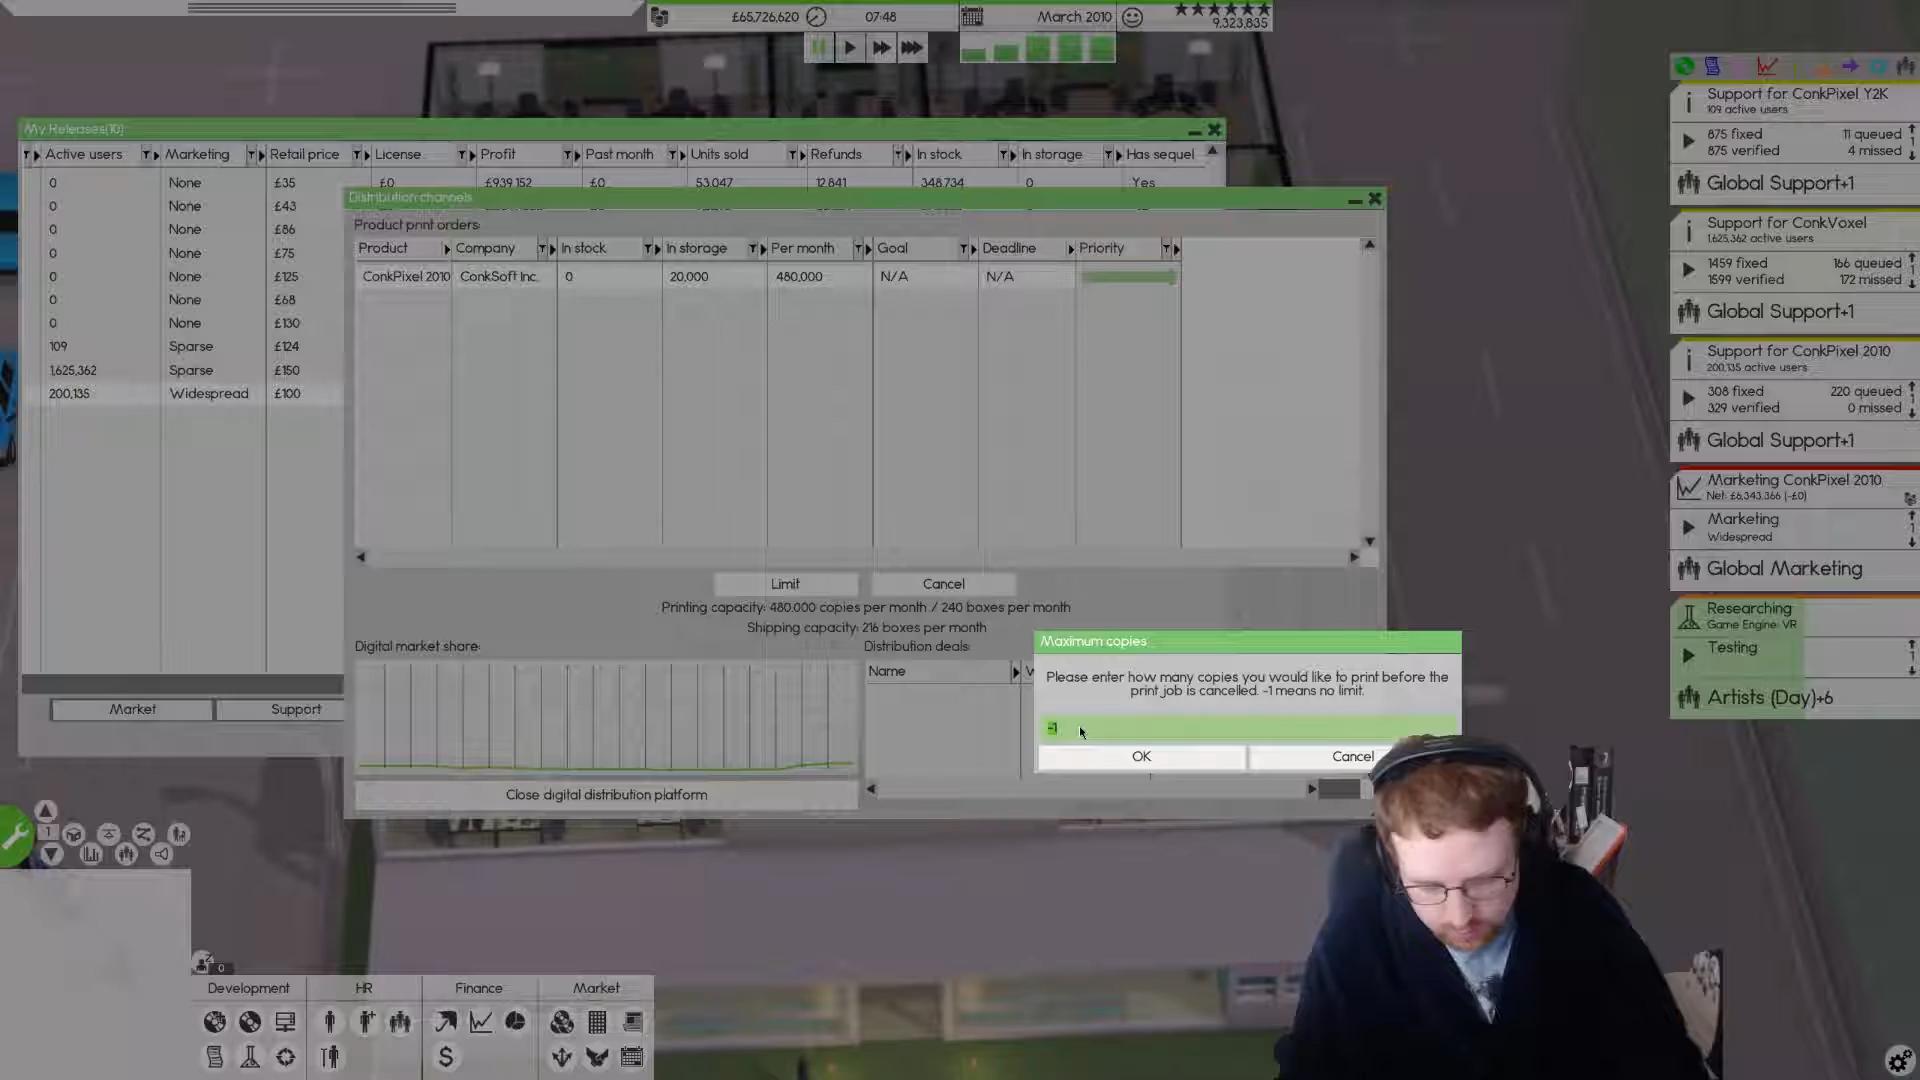 £65,726,620
07:48
March 2010
9,323,835
My Releases(10)
Active users Marketing Retail price License Profit Past month Units sold Refunds In stock In storage Has sequel
0 None £35 £0 £939,152 £0 53,047 12,841 348,734 0 Yes
0 None £43
0 None £86
0 None £75
0 None £125
0 None £68
0 None £130
109 Sparse £124
1,625,362 Sparse £150
200,135 Widespread £100
Market Support
Distribution channels
Product print orders:
Product Company In stock In storage Per month Goal Deadline Priority
ConkPixel 2010 ConkSoft Inc. 0 20,000 480,000 N/A N/A
Limit Cancel
Printing capacity: 480,000 copies per month / 240 boxes per month
Shipping capacity: 216 boxes per month
Digital market share:
Distribution deals:
Name
Close digital distribution platform
Maximum copies
Please enter how many copies you would like to print before the
print job is cancelled. -1 means no limit.
-1
OK Cancel
Support for ConkPixel Y2K
109 active users
875 fixed 11 queued
875 verified 4 missed
1
Global Support+1
Support for ConkVoxel
1,625,362 active users
1459 fixed 166 queued
1599 verified 172 missed
1
Global Support+1
Support for ConkPixel 2010
200,135 active users
308 fixed 220 queued
329 verified 0 missed
1
Global Support+1
Marketing ConkPixel 2010
Net: £6,343,366 (-£0)
Marketing
Widespread
1
Global Marketing
Researching
Game Engine: VR
Testing
1
Artists (Day)+6
1
0
Development HR Finance Market